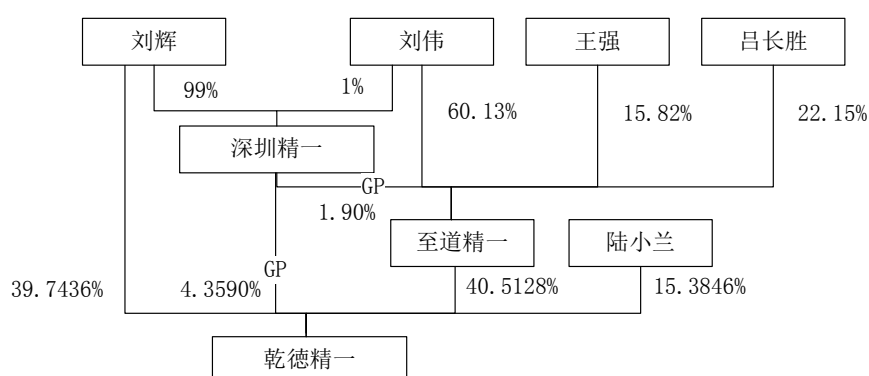 刘辉
刘伟
王强
吕长胜
99%
1%
60.13%
15.82%
22.15%
深圳精一
GP
1.90%
至道精一
陆小兰
GP
39.7436%
4.3590%
40.5128%
15.3846%
乾德精一